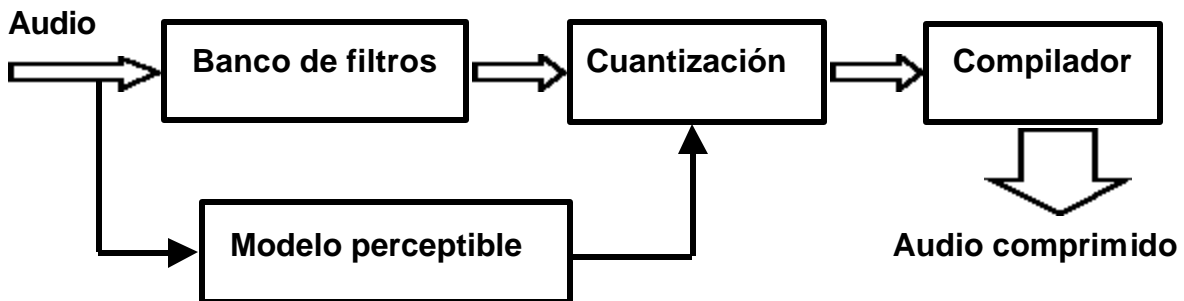 Audio
Banco de filtros
Cuantización
Compilador
Modelo perceptible
Audio comprimido